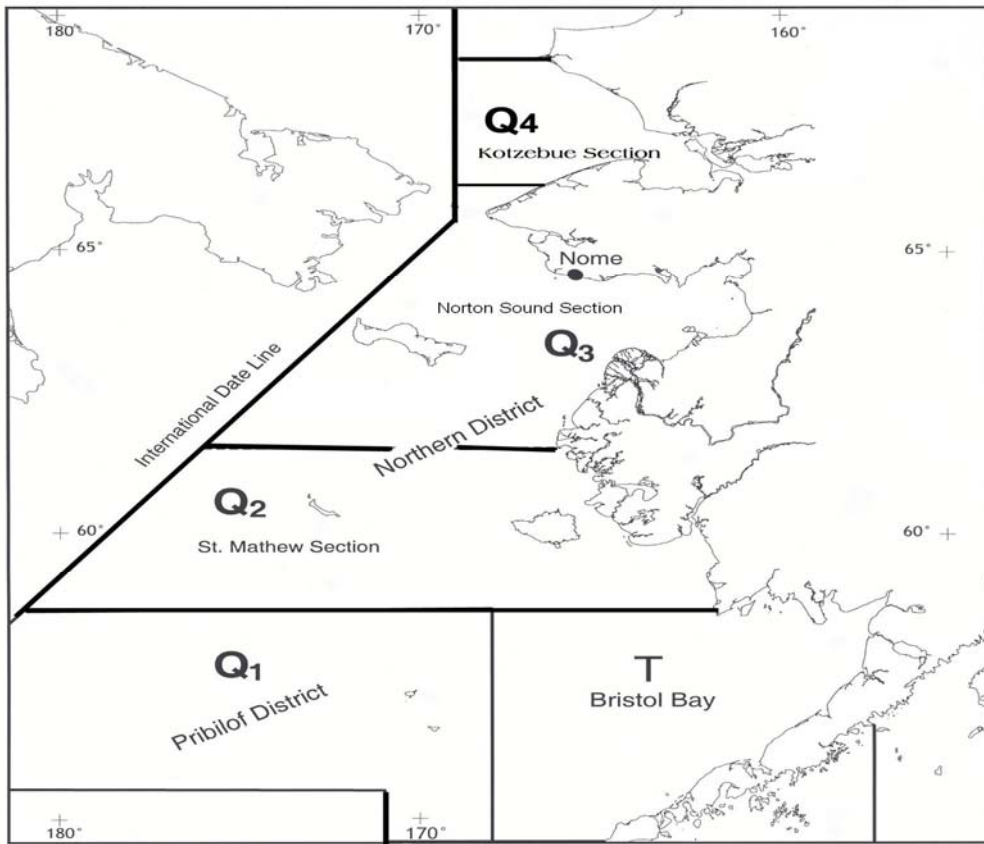 180°
170°
160°
Q4
Kotzebue Section
65°
65°
Nome
Norton Sound Section
Q3
International Date Line
Northern District
Q2
60°
60°
St. Mathew Section
Q1
T
Pribilof District
Bristol Bay
180°
170°
160°